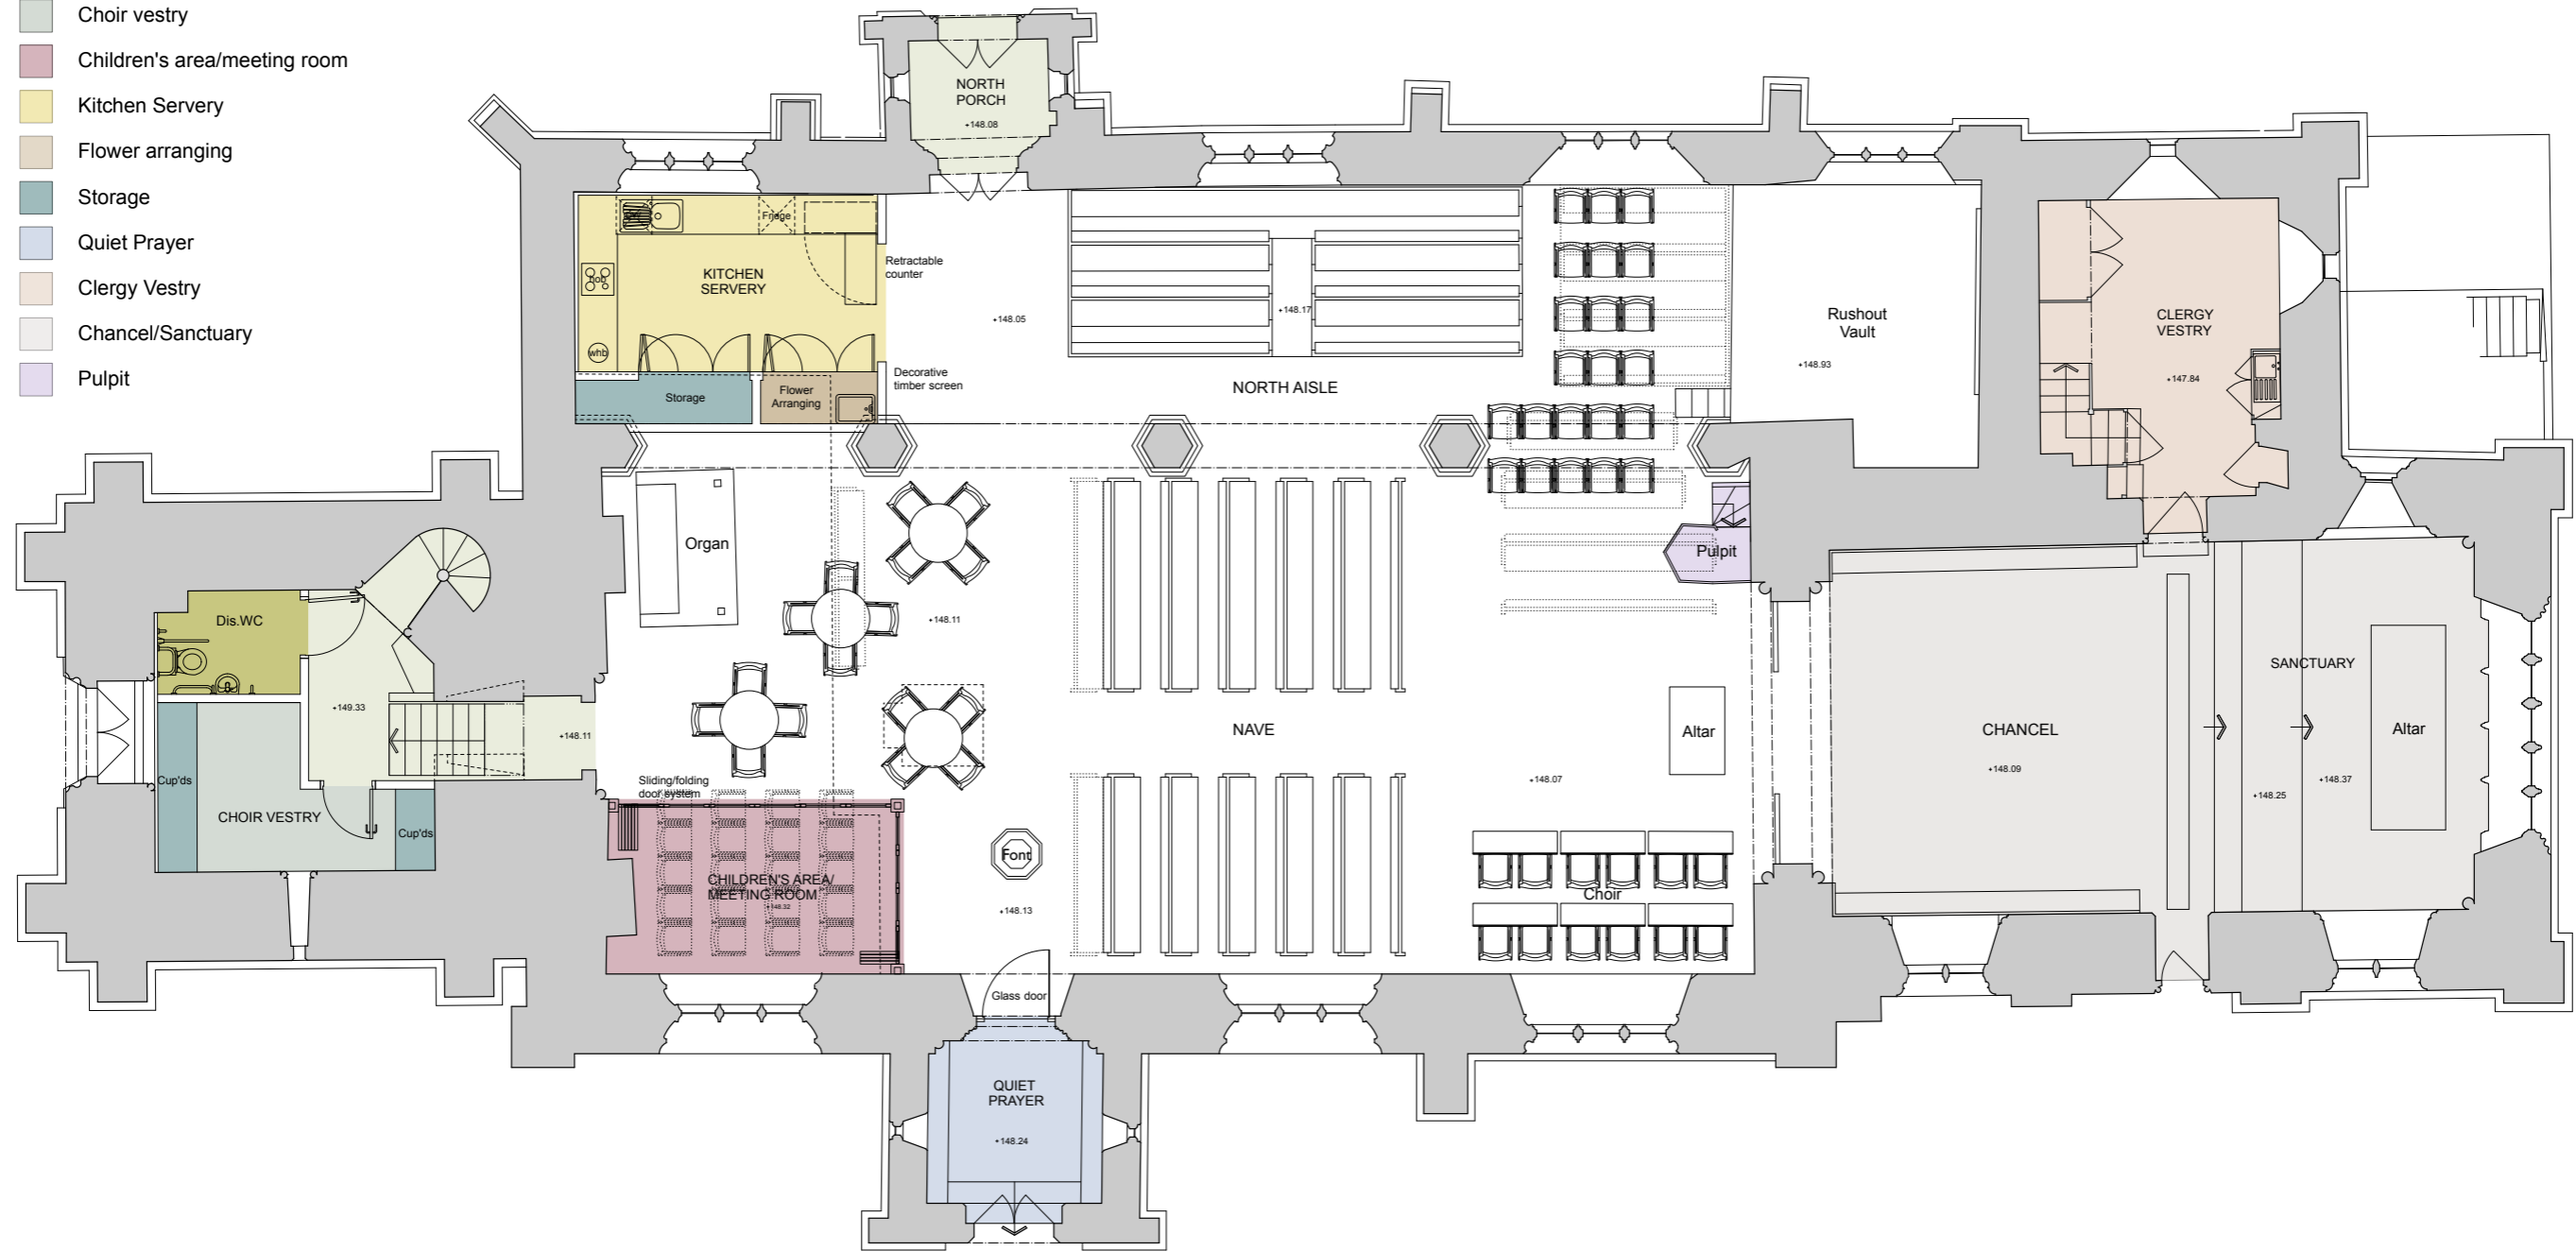 Choir vestry
Children's area/meeting room
Kitchen Servery
Flower arranging
Storage
Quiet Prayer
Clergy Vestry
Chancel/Sanctuary
Pulpit
NORTH
PORCH
+148.08
Fridge
KITCHEN
SERVERY
hob
whb
Retractable
counter
Decorative
timber screen
Storage
Flower
Arranging
+148.05
+148.17
NORTH AISLE
Rushout
Vault
+148.93
CLERGY
VESTRY
+147.84
Organ
Pulpit
Dis.WC
+149.33
+148.11
+148.11
Cup'ds
CHOIR VESTRY
Cup'ds
Sliding/folding
door system
CHILDREN'S AREA/
MEETING ROOM
+148.32
Font
+148.13
NAVE
+148.07
Altar
Choir
CHANCEL
+148.09
SANCTUARY
+148.25
+148.37
Altar
Glass door
QUIET
PRAYER
+148.24